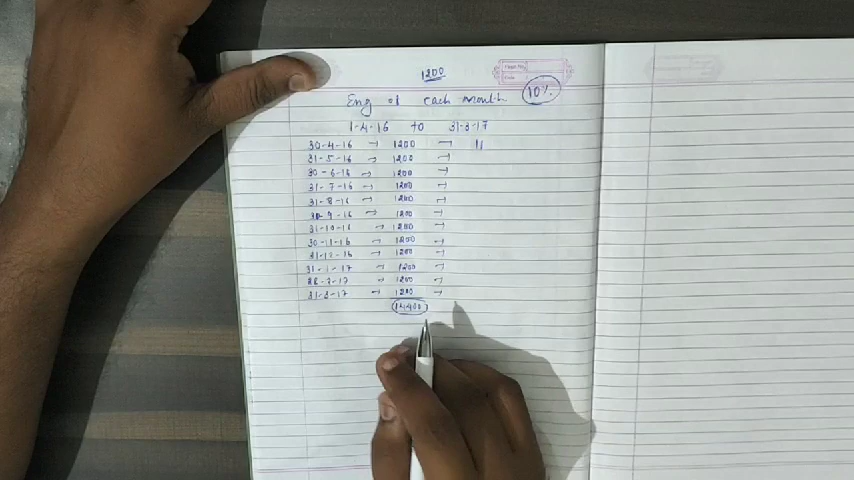 1200
Eng of each month 10%
1-4-16 to 31-3-17
30-4-16 → 1200 → 11
31-5-16 → 1200 →
30-6-16 → 1200 →
31-7-16 → 1200 →
31-8-16 → 1200 →
30-9-16 → 1200 →
31-10-16 → 1200 →
30-11-16 → 1200 →
31-12-16 → 1200 →
31-1-17 → 1200 →
28-2-17 → 1200 →
31-3-17 → 1200 →
14400